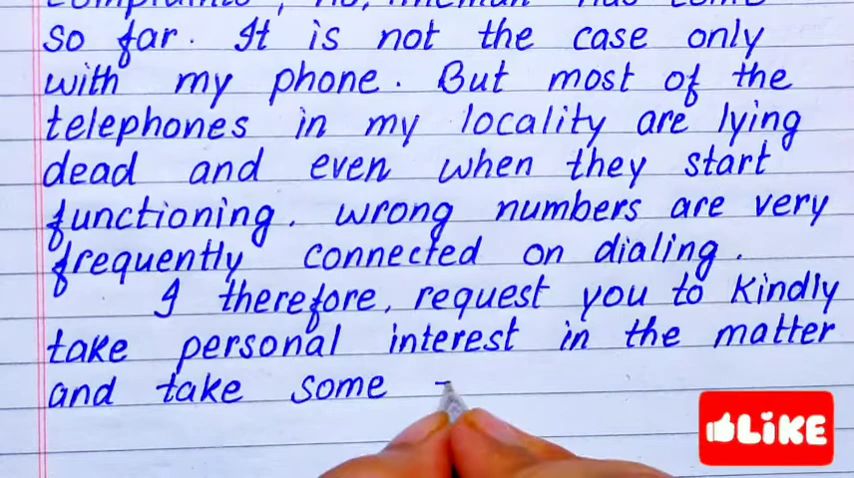 so far. It is not the case only
with my phone. But most of the
telephones in my locality are lying
dead and even when they start
functioning. wrong numbers are very
frequently connected on dialing.
I therefore, request you to kindly
take personal interest in the matter
and take some
LiKE